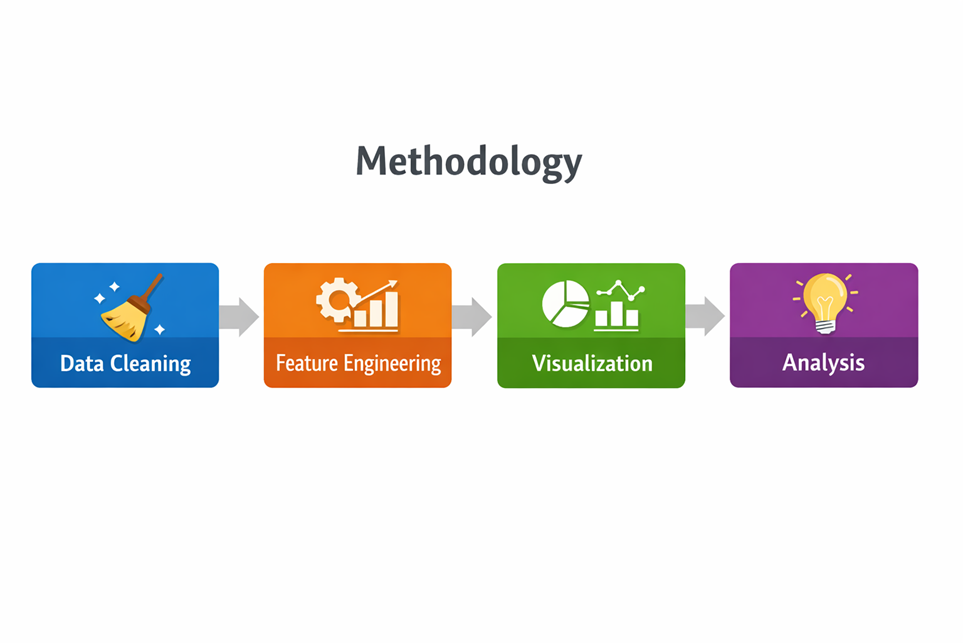 Methodology
Data Cleaning
Feature Engineering
Visualization
Analysis